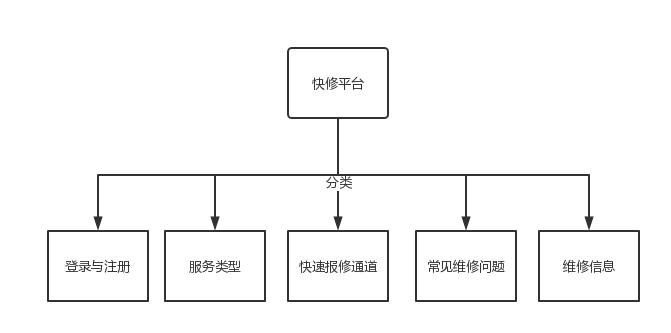 快修平台
分类
登录与注册
服务类型
快速报修通道
常见维修问题
维修信息